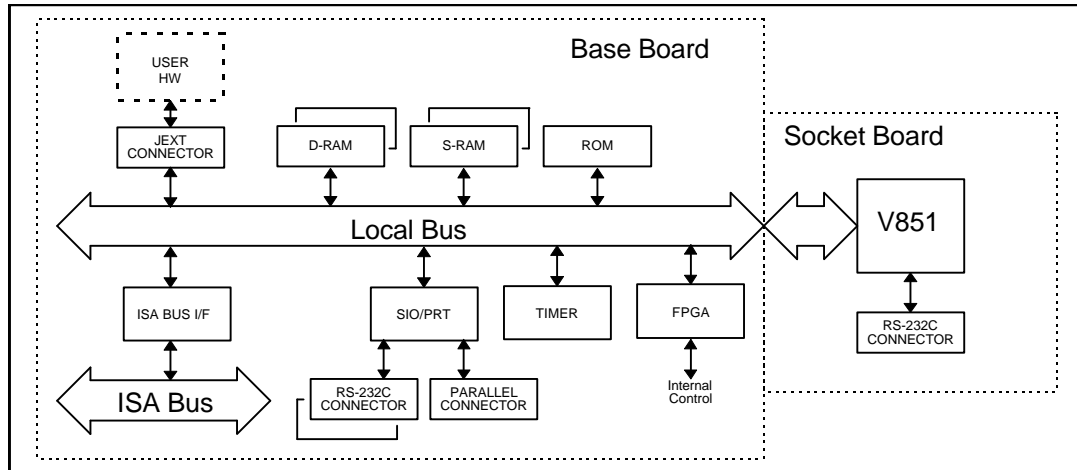 Base Board
USER
HW
JEXT
CONNECTOR
D-RAM
S-RAM
ROM
Socket Board
Local Bus
V851
ISA BUS I/F
SIO/PRT
TIMER
FPGA
RS-232C
CONNECTOR
ISA Bus
RS-232C
CONNECTOR
PARALLEL
CONNECTOR
Internal
Control